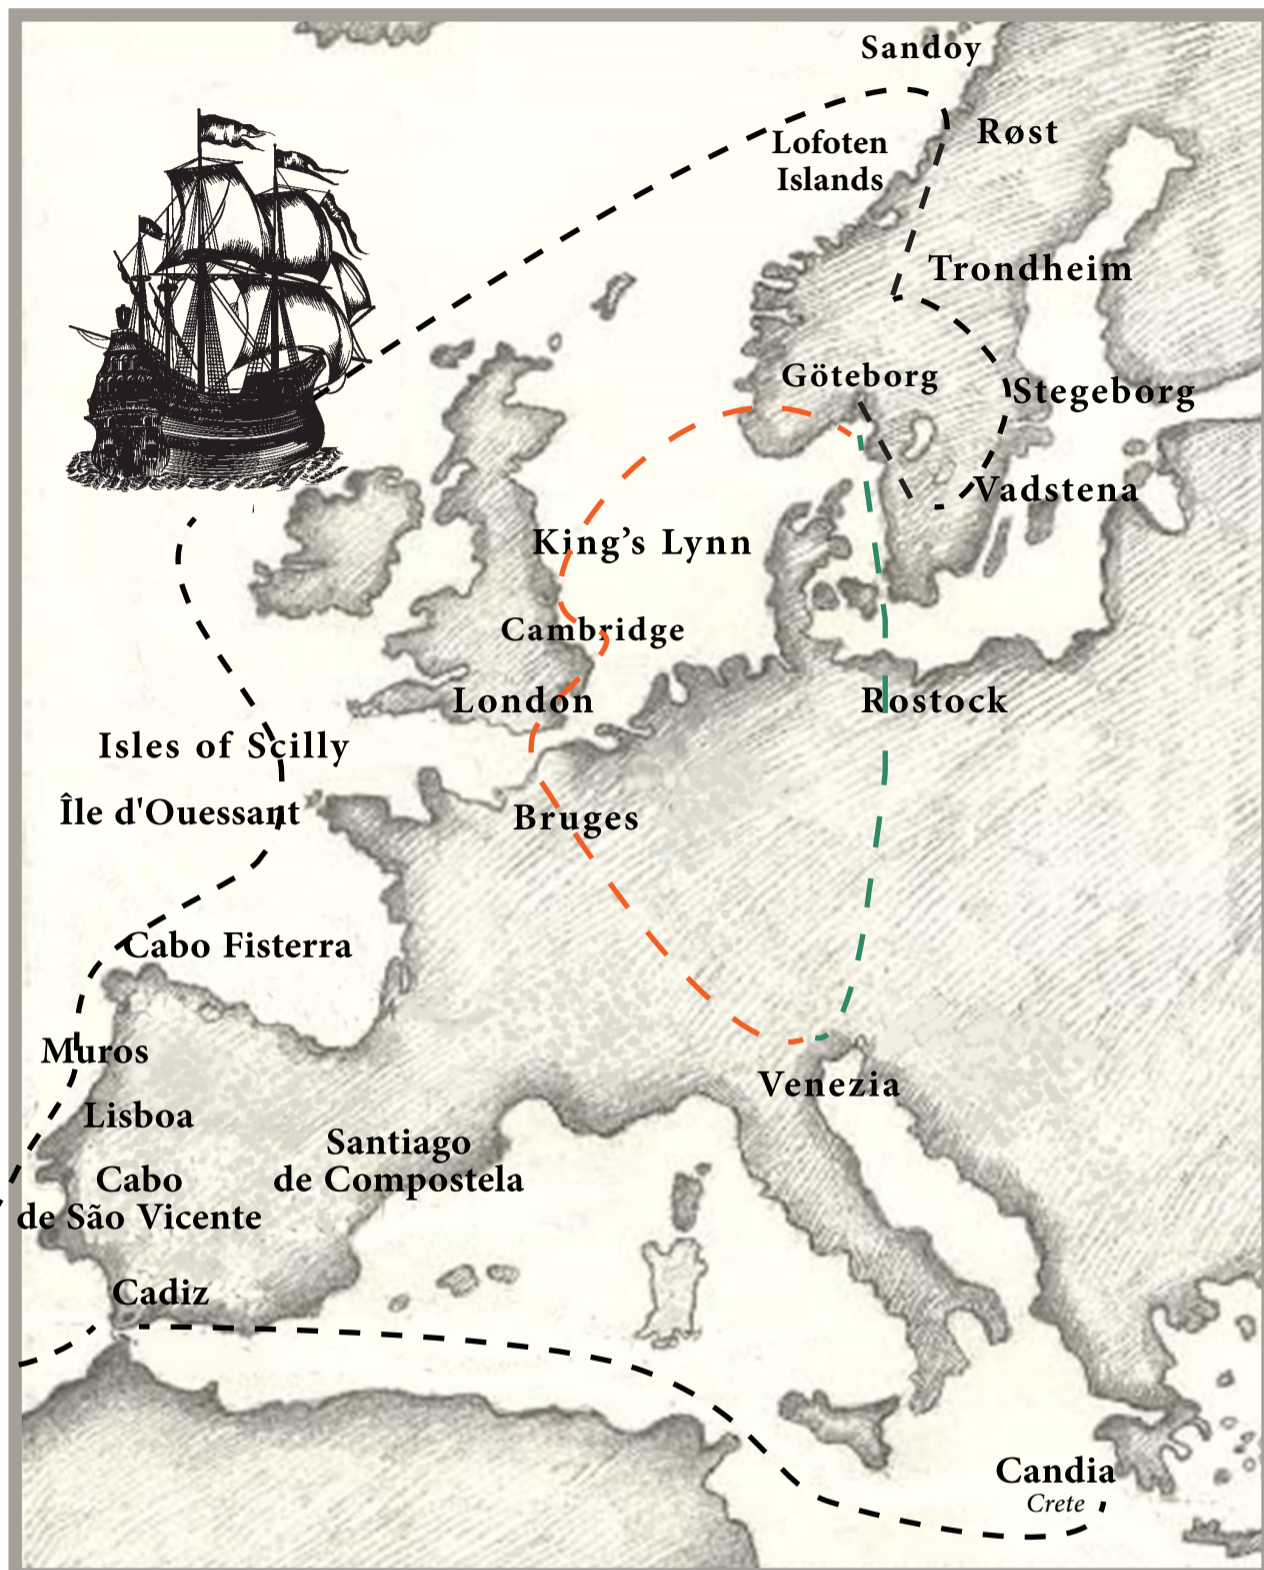 Sandoy
Røst
Lofoten
Islands
Trondheim
Göteborg
Stegeborg
Vadstena
King’s Lynn
Cambridge
London
Rostock
Isles of Scilly
Île d'Ouessant
Bruges
Cabo Fisterra
Muros
Venezia
Lisboa
Santiago
de Compostela
Cabo
de São Vicente
Cadiz
Candia
Crete